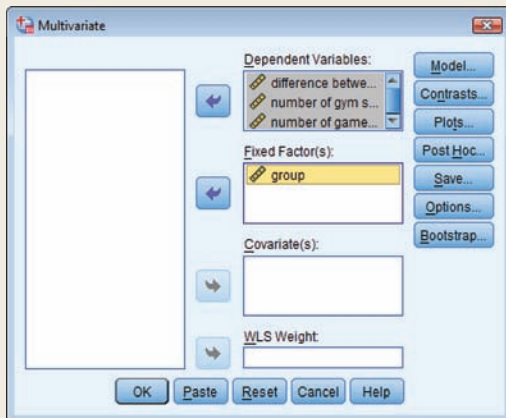 Multivariate
Dependent Variables:
difference betwe...
number of gym s...
number of game...
Fixed Factor(s):
group
Covariate(s):
WLS Weight:
Model...
Contrasts...
Plots...
Post Hoc...
Save...
Options...
Bootstrap...
OK Paste Reset Cancel Help